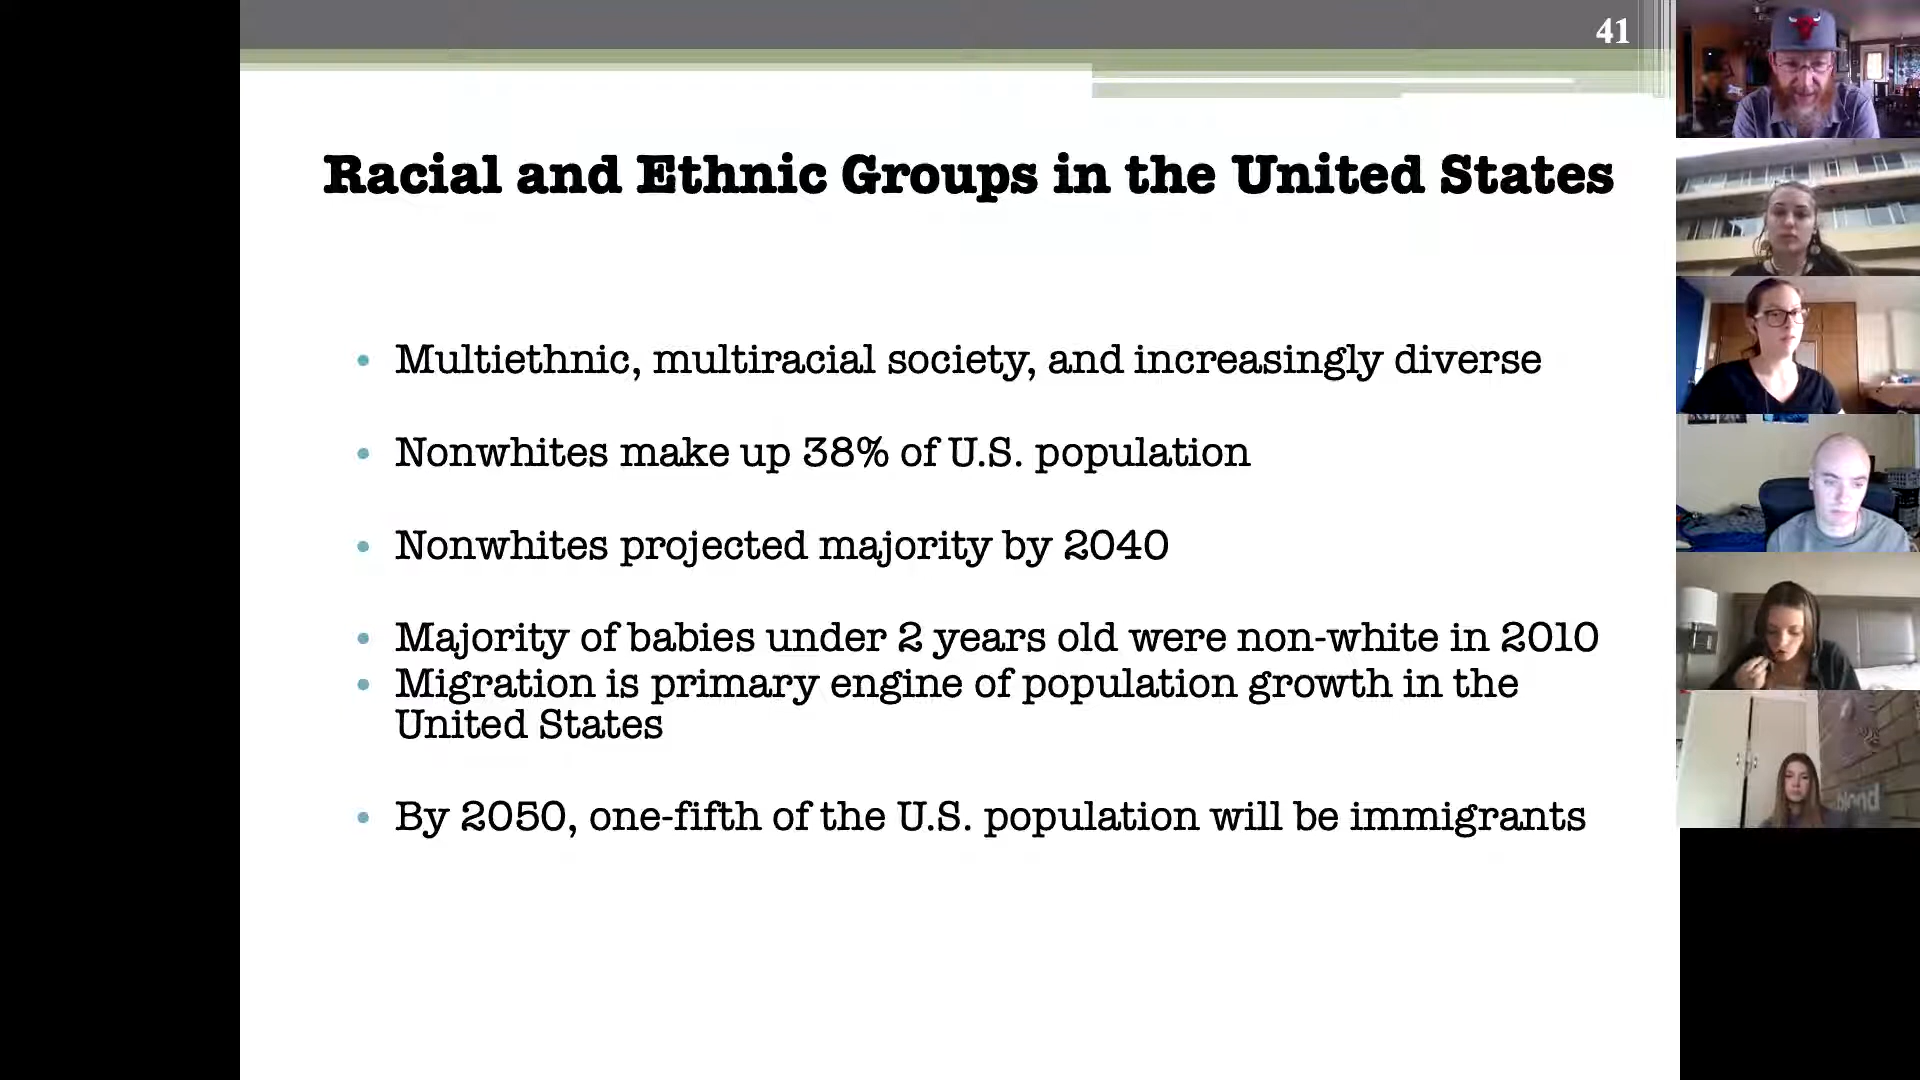 41
Racial and Ethnic Groups in the United States
• Multiethnic, multiracial society, and increasingly diverse
• Nonwhites make up 38% of U.S. population
• Nonwhites projected majority by 2040
• Majority of babies under 2 years old were non-white in 2010
• Migration is primary engine of population growth in the
United States
• By 2050, one-fifth of the U.S. population will be immigrants